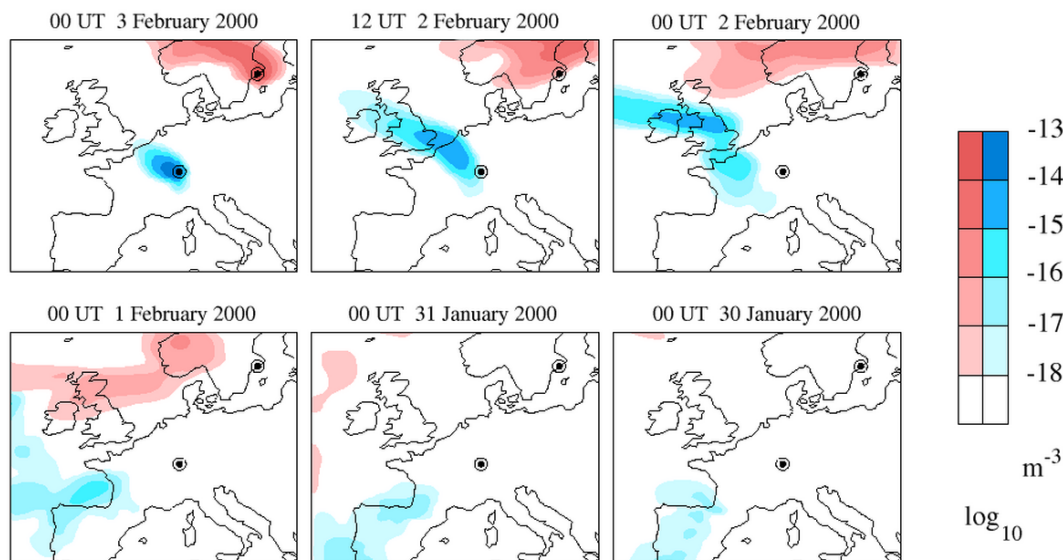 00 UT 3 February 2000
12 UT 2 February 2000
00 UT 2 February 2000
-13
-14
-15
-16
-17
-18
m⁻³
log₁₀
00 UT 1 February 2000
00 UT 31 January 2000
00 UT 30 January 2000